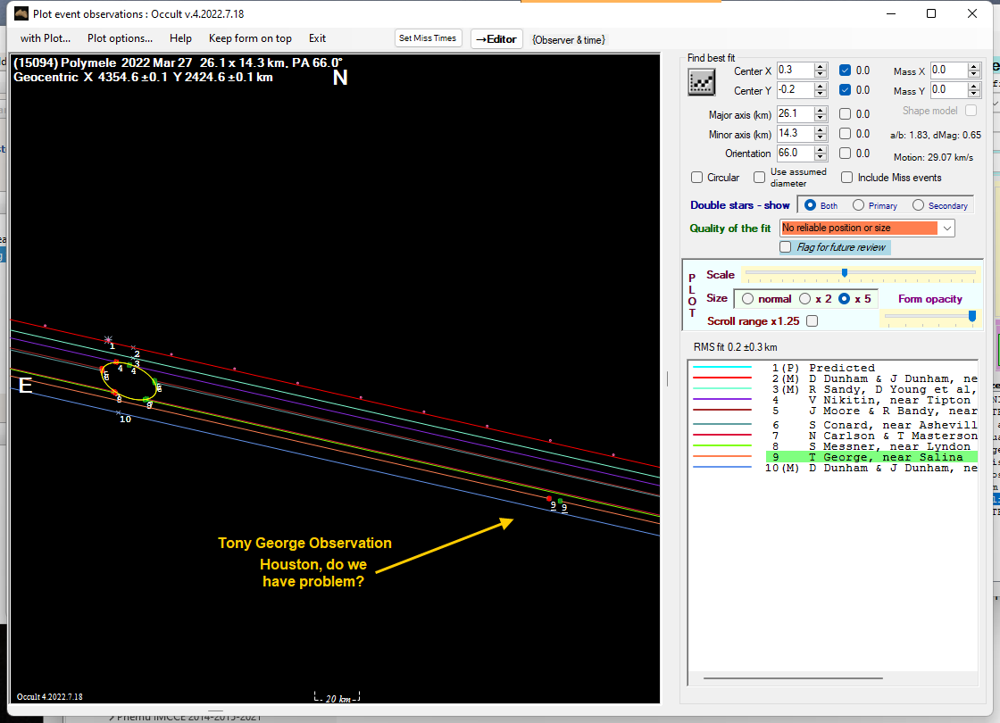 Plot event observations : Occult v.4.2022.7.18
with Plot... Plot options... Help Keep form on top Exit Set Miss Times →Editor {Observer & time}
(15094) Polymele 2022 Mar 27 26.1 x 14.3 km, PA 66.0°
Geocentric X 4354.6 ±0.1 Y 2424.6 ±0.1 km
N
E
1
2
3
4 4
6
8 9
10
9 9
Tony George Observation
Houston, do we
have problem?
Occult 4.2022.7.18
20 km
Find best fit
Center X 0.3 0.0 Mass X 0.0
Center Y -0.2 0.0 Mass Y 0.0
Major axis (km) 26.1 0.0 Shape model
Minor axis (km) 14.3 0.0 a/b: 1.83, dMag: 0.65
Orientation 66.0 0.0 Motion: 29.07 km/s
Circular Use assumed diameter Include Miss events
Double stars - show Both Primary Secondary
Quality of the fit No reliable position or size
Flag for future review
PLOT
Scale
Size normal x 2 x 5 Form opacity
Scroll range x1.25
RMS fit 0.2 ±0.3 km
1(P) Predicted
2(M) D Dunham & J Dunham, ne
3(M) R Sandy, D Young et al,
4 V Nikitin, near Tipton
5 J Moore & R Bandy, near
6 S Conard, near Ashevill
7 N Carlson & T Masterson
8 S Messner, near Lyndon
9 T George, near Salina
10(M) D Dunham & J Dunham, ne